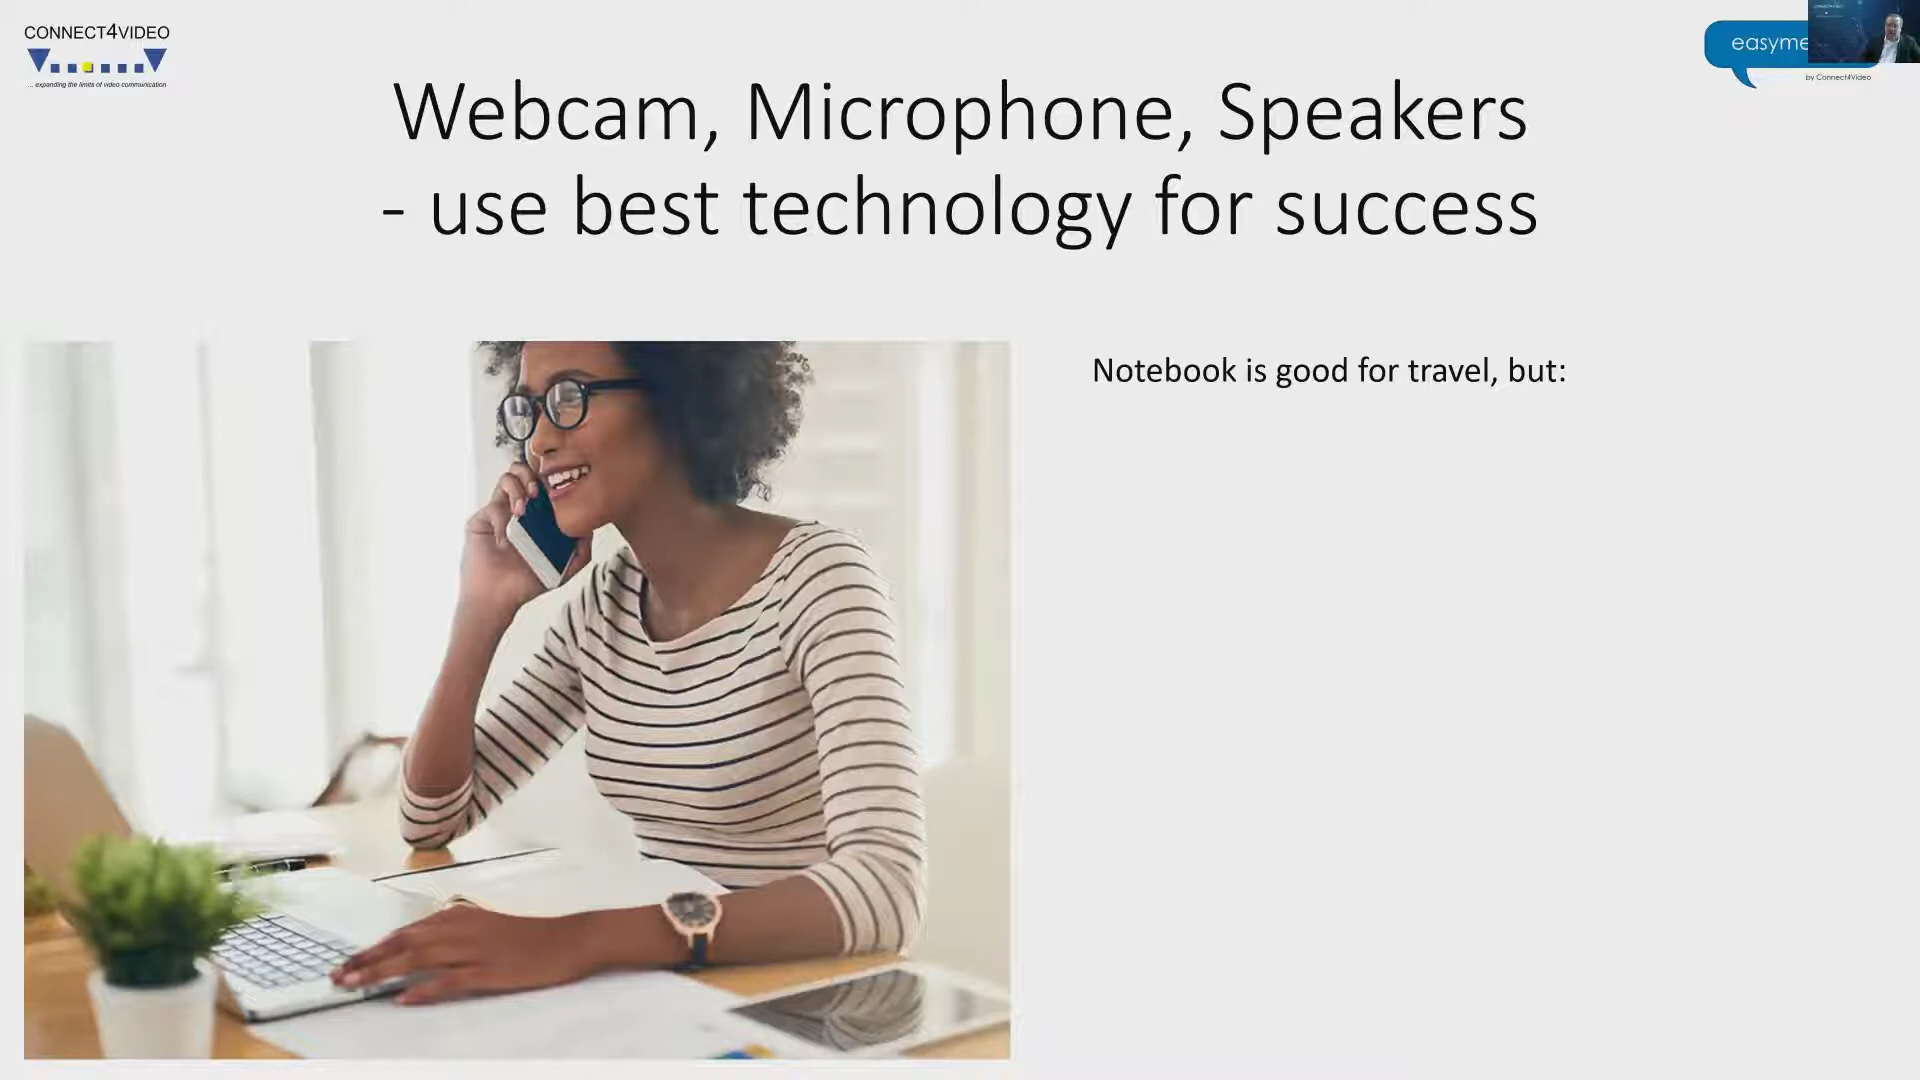 CONNECT4VIDEO
... expanding the limits of video communication
easyme
by Connect4Video
Webcam, Microphone, Speakers
- use best technology for success
Notebook is good for travel, but: